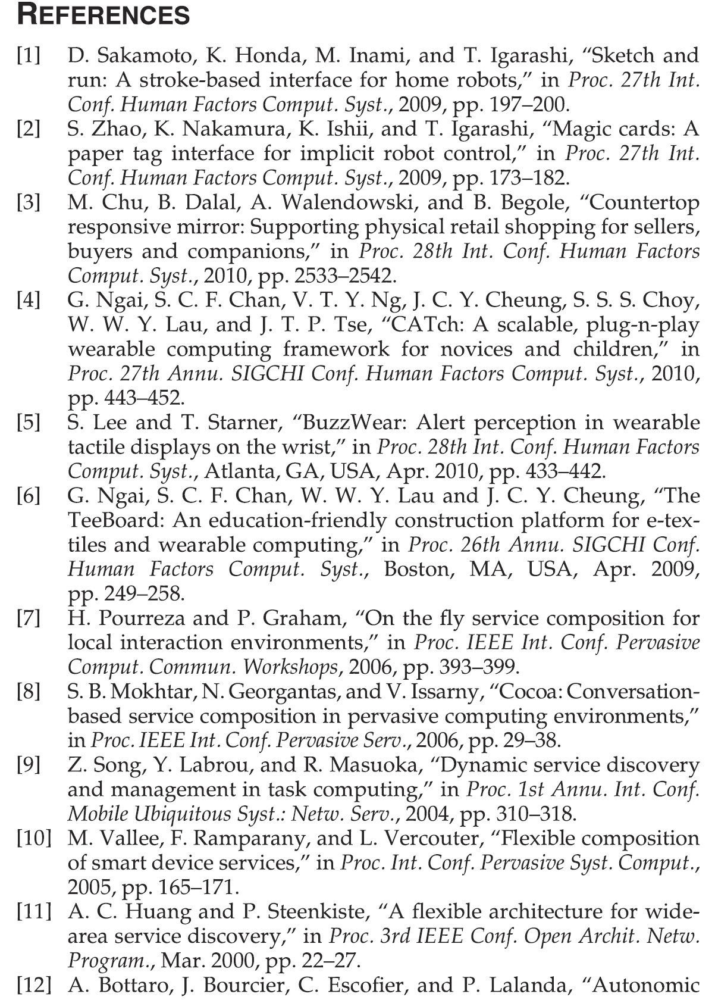 REFERENCES
[1] D. Sakamoto, K. Honda, M. Inami, and T. Igarashi, “Sketch and
run: A stroke-based interface for home robots,” in Proc. 27th Int.
Conf. Human Factors Comput. Syst., 2009, pp. 197–200.
[2] S. Zhao, K. Nakamura, K. Ishii, and T. Igarashi, “Magic cards: A
paper tag interface for implicit robot control,” in Proc. 27th Int.
Conf. Human Factors Comput. Syst., 2009, pp. 173–182.
[3] M. Chu, B. Dalal, A. Walendowski, and B. Begole, “Countertop
responsive mirror: Supporting physical retail shopping for sellers,
buyers and companions,” in Proc. 28th Int. Conf. Human Factors
Comput. Syst., 2010, pp. 2533–2542.
[4] G. Ngai, S. C. F. Chan, V. T. Y. Ng, J. C. Y. Cheung, S. S. S. Choy,
W. W. Y. Lau, and J. T. P. Tse, “CATch: A scalable, plug-n-play
wearable computing framework for novices and children,” in
Proc. 27th Annu. SIGCHI Conf. Human Factors Comput. Syst., 2010,
pp. 443–452.
[5] S. Lee and T. Starner, “BuzzWear: Alert perception in wearable
tactile displays on the wrist,” in Proc. 28th Int. Conf. Human Factors
Comput. Syst., Atlanta, GA, USA, Apr. 2010, pp. 433–442.
[6] G. Ngai, S. C. F. Chan, W. W. Y. Lau and J. C. Y. Cheung, “The
TeeBoard: An education-friendly construction platform for e-tex-
tiles and wearable computing,” in Proc. 26th Annu. SIGCHI Conf.
Human Factors Comput. Syst., Boston, MA, USA, Apr. 2009,
pp. 249–258.
[7] H. Pourreza and P. Graham, “On the fly service composition for
local interaction environments,” in Proc. IEEE Int. Conf. Pervasive
Comput. Commun. Workshops, 2006, pp. 393–399.
[8] S. B. Mokhtar, N. Georgantas, and V. Issarny, “Cocoa: Conversation-
based service composition in pervasive computing environments,”
in Proc. IEEE Int. Conf. Pervasive Serv., 2006, pp. 29–38.
[9] Z. Song, Y. Labrou, and R. Masuoka, “Dynamic service discovery
and management in task computing,” in Proc. 1st Annu. Int. Conf.
Mobile Ubiquitous Syst.: Netw. Serv., 2004, pp. 310–318.
[10] M. Vallee, F. Ramparany, and L. Vercouter, “Flexible composition
of smart device services,” in Proc. Int. Conf. Pervasive Syst. Comput.,
2005, pp. 165–171.
[11] A. C. Huang and P. Steenkiste, “A flexible architecture for wide-
area service discovery,” in Proc. 3rd IEEE Conf. Open Archit. Netw.
Program., Mar. 2000, pp. 22–27.
[12] A. Bottaro, J. Bourcier, C. Escofier, and P. Lalanda, “Autonomic